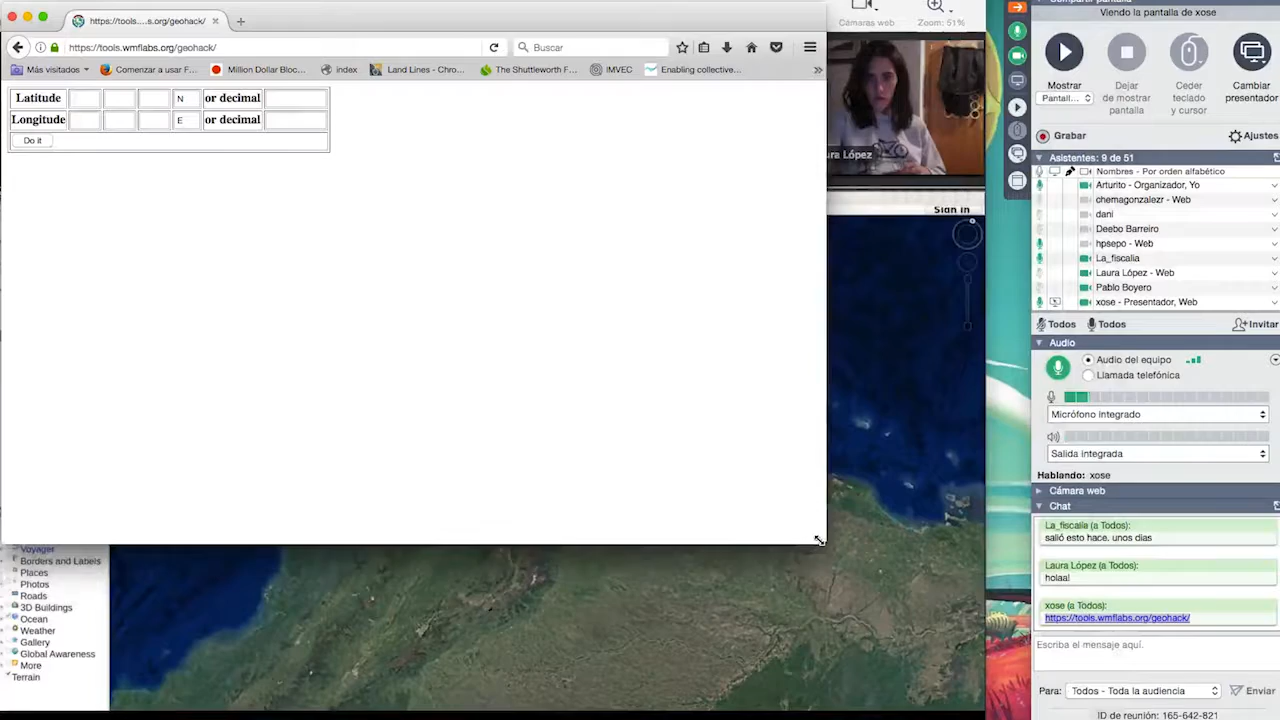 https://tools....s.org/geohack/
https://tools.wmflabs.org/geohack/
Buscar
Más visitados
Comenzar a usar F...
Million Dollar Bloc...
index
Land Lines - Chro...
The Shuttleworth F...
IMVEC
Enabling collective...
Latitude N or decimal
Longitude E or decimal
Do it
Cámaras web
Zoom: 51%
ura López
Sign in
Voyager
Borders and Labels
Places
Photos
Roads
3D Buildings
Ocean
Weather
Gallery
Global Awareness
More
Terrain
Compartir pantalla
Viendo la pantalla de xose
Mostrar
Pantall...
Dejar
de mostrar
pantalla
Ceder
teclado
y cursor
Cambiar
presentador
Grabar
Ajustes
Asistentes: 9 de 51
Nombres - Por orden alfabético
Arturito - Organizador, Yo
chemagonzalezr - Web
dani
Deebo Barreiro
hpsepo - Web
La_fiscalia
Laura López - Web
Pablo Boyero
xose - Presentador, Web
Todos
Todos
Invitar
Audio
Audio del equipo
Llamada telefónica
Micrófono integrado
Salida integrada
Hablando: xose
Cámara web
Chat
La_fiscalia (a Todos):
salió esto hace. unos dias
Laura López (a Todos):
holaa!
xose (a Todos):
https://tools.wmflabs.org/geohack/
Escriba el mensaje aquí.
Para: Todos - Toda la audiencia
Enviar
ID de reunión: 165-642-821